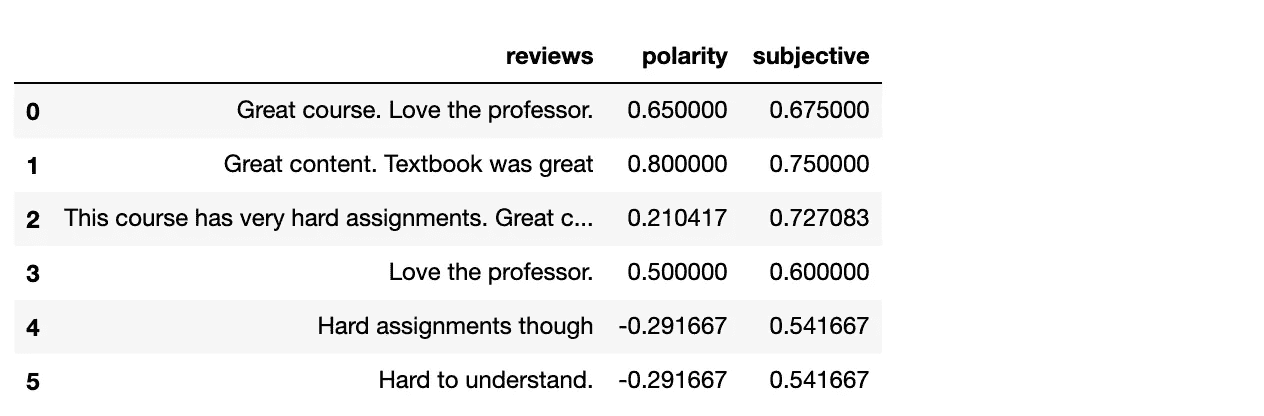 reviews polarity subjective
0 Great course. Love the professor. 0.650000 0.675000
1 Great content. Textbook was great 0.800000 0.750000
2 This course has very hard assignments. Great c... 0.210417 0.727083
3 Love the professor. 0.500000 0.600000
4 Hard assignments though -0.291667 0.541667
5 Hard to understand. -0.291667 0.541667